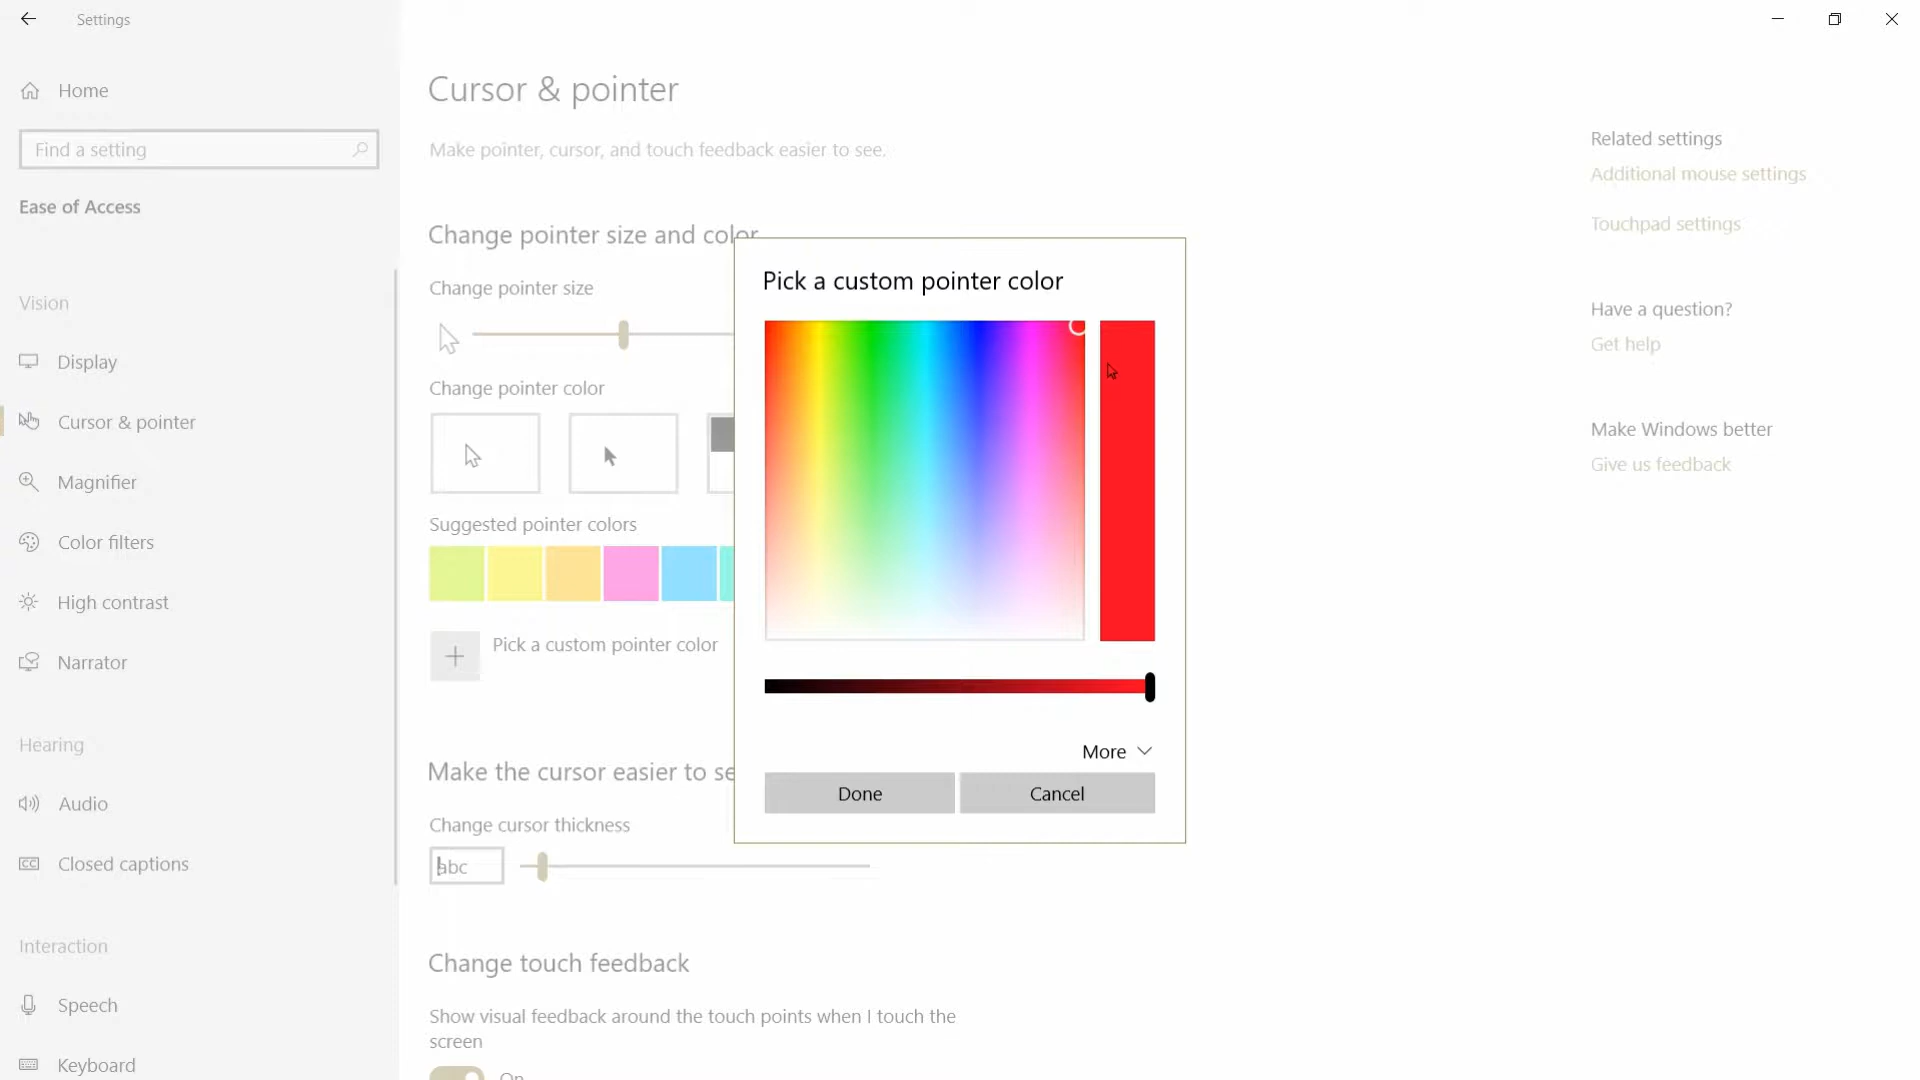 Settings
Home
Find a setting
Ease of Access
Vision
Display
Cursor & pointer
Magnifier
Color filters
High contrast
Narrator
Hearing
Audio
Closed captions
Interaction
Speech
Keyboard
Cursor & pointer
Make pointer, cursor, and touch feedback easier to see.
Change pointer size and color
Change pointer size
Change pointer color
Suggested pointer colors
Pick a custom pointer color
Make the cursor easier to se
Change cursor thickness
abc
Change touch feedback
Show visual feedback around the touch points when I touch the
screen
On
Pick a custom pointer color
More
Done
Cancel
Related settings
Additional mouse settings
Touchpad settings
Have a question?
Get help
Make Windows better
Give us feedback